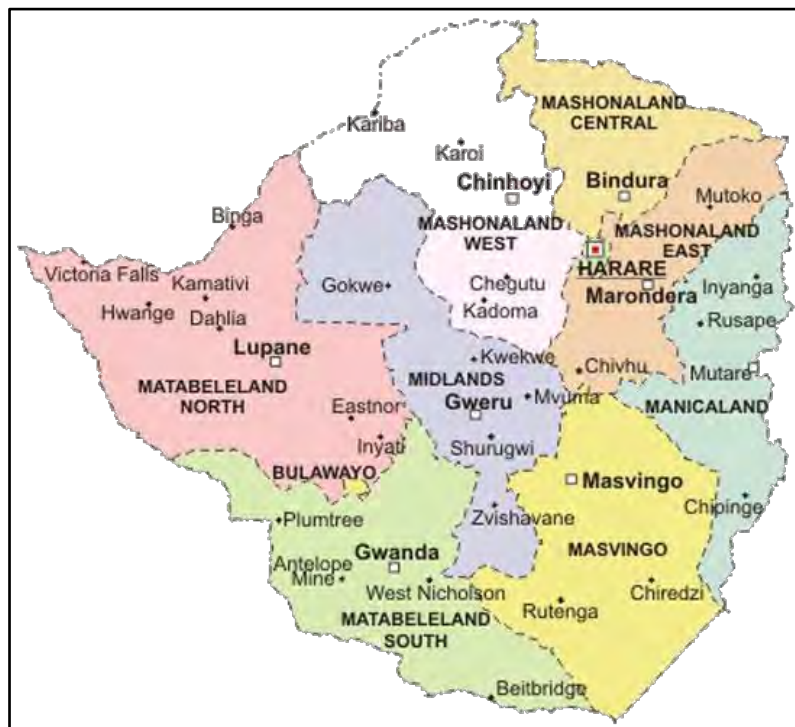 MASHONALAND
CENTRAL
Kariba
Karoi
Chinhoyi
Bindura
Mutoko
Binga
MASHONALAND
WEST
MASHONALAND
EAST
HARARE
Victoria Falls
Kamativi
Gokwe
Chegutu
Marondera
Inyanga
Hwange
Kadoma
Dahlia
Rusape
Lupane
Kwekwe
Chivhu
Mutare
MATABELELAND
NORTH
MIDLANDS
Gweru
Mvuma
MANICALAND
Eastnor
Inyati
Shurugwi
BULAWAYO
Masvingo
Plumtree
Zvishavane
Chipinge
Gwanda
MASVINGO
Antelope
Mine
West Nicholson
Chiredzi
Rutenga
MATABELELAND
SOUTH
Beitbridge